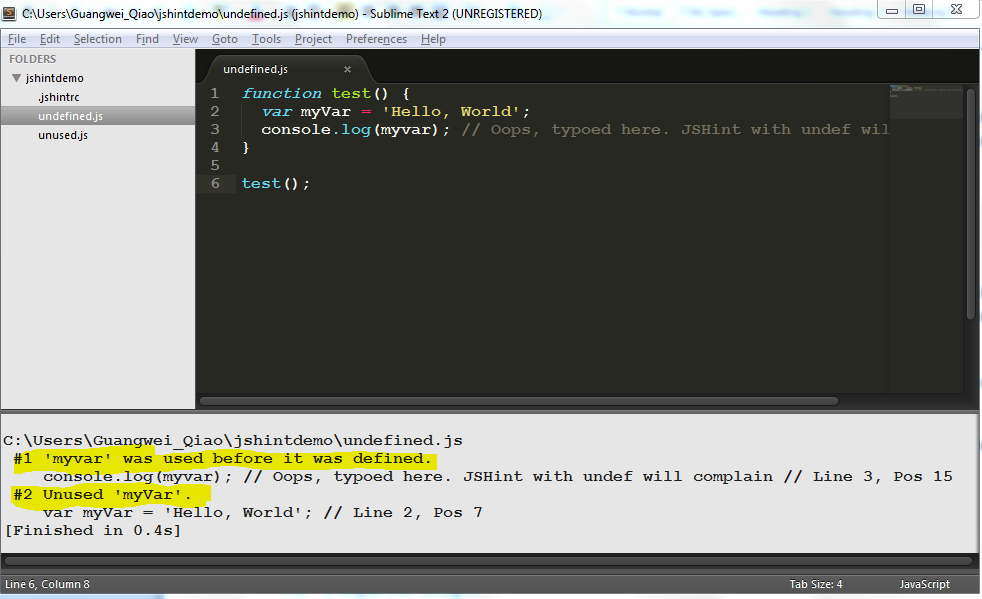 C:\Users\Guangwei_Qiao\jshintdemo\undefined.js (jshintdemo) - Sublime Text 2 (UNREGISTERED)
File Edit Selection Find View Goto Tools Project Preferences Help
FOLDERS
jshintdemo
.jshintrc
undefined.js
unused.js
undefined.js ×
1 function test() {
2 var myVar = 'Hello, World';
3 console.log(myvar); // Oops, typoed here. JSHint with undef wil
4 }
5
6 test();
C:\Users\Guangwei_Qiao\jshintdemo\undefined.js
#1 'myvar' was used before it was defined.
console.log(myvar); // Oops, typoed here. JSHint with undef will complain // Line 3, Pos 15
#2 Unused 'myVar'.
var myVar = 'Hello, World'; // Line 2, Pos 7
[Finished in 0.4s]
Line 6, Column 8 Tab Size: 4 JavaScript